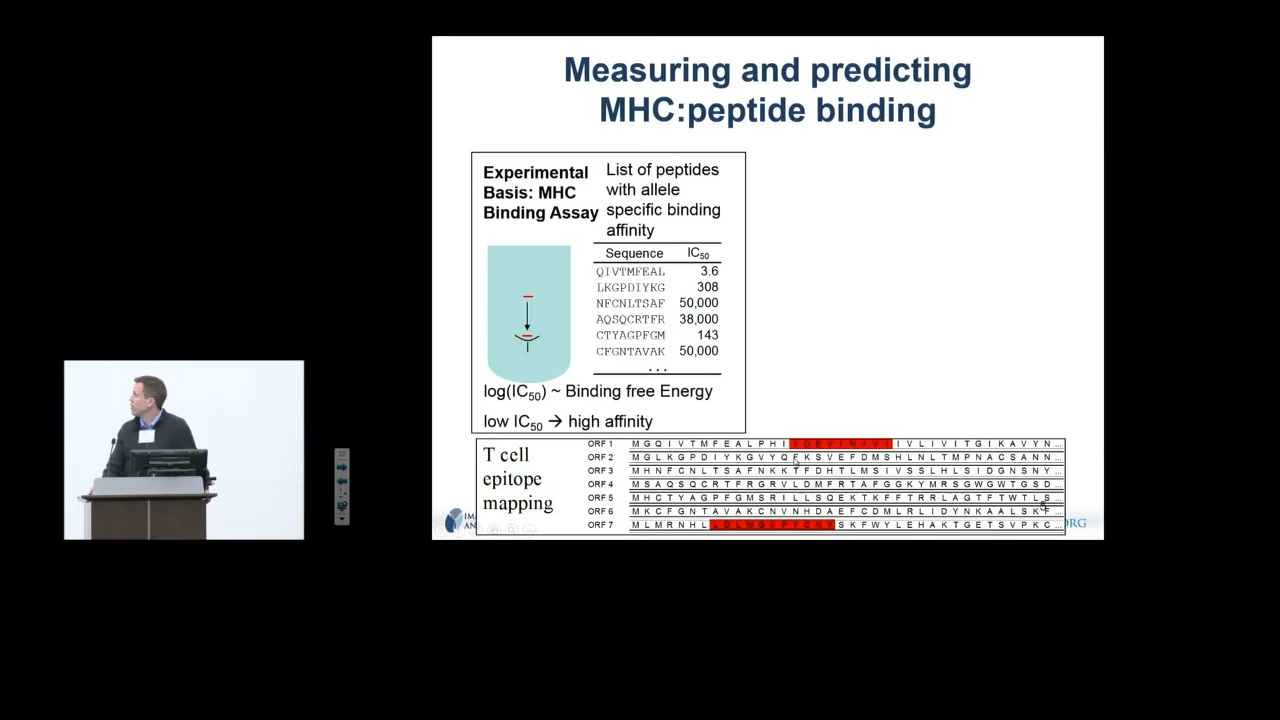 Measuring and predicting
MHC:peptide binding
Experimental
Basis: MHC
Binding Assay
List of peptides
with allele
specific binding
affinity
Sequence IC50
QIVTMFEAL 3.6
LKGPDIYKG 308
NFCNLTSAF 50,000
AQSQCRTFR 38,000
CTYAGPFGM 143
CFGNTAVAK 50,000
...
log(IC50) ~ Binding free Energy
low IC50 → high affinity
T cell
epitope
mapping
ORF 1 M G Q I V T M F E A L P H I I V L I V I T G I K A V Y N ...
ORF 2 M G L K G P D I Y K G V Y Q F K S V E F D M S H L N L T M P N A C S A N N ...
ORF 3 M H N F C N L T S A F N K K T F D H T L M S I V S S L H L S I D G N S N Y ...
ORF 4 M S A Q S Q C R T F R G R V L D M F R T A F G G K Y M R S G W G W T G S D ...
ORF 5 M H C T Y A G P F G M S R I L L S Q E K T K F F T R R L A G T F T W T L S ...
ORF 6 M K C F G N T A V A K C N V N H D A E F C D M L R L I D Y N K A A L S K ...
ORF 7 M L M R N H L S K F W Y L E H A K T G E T S V P K C ...